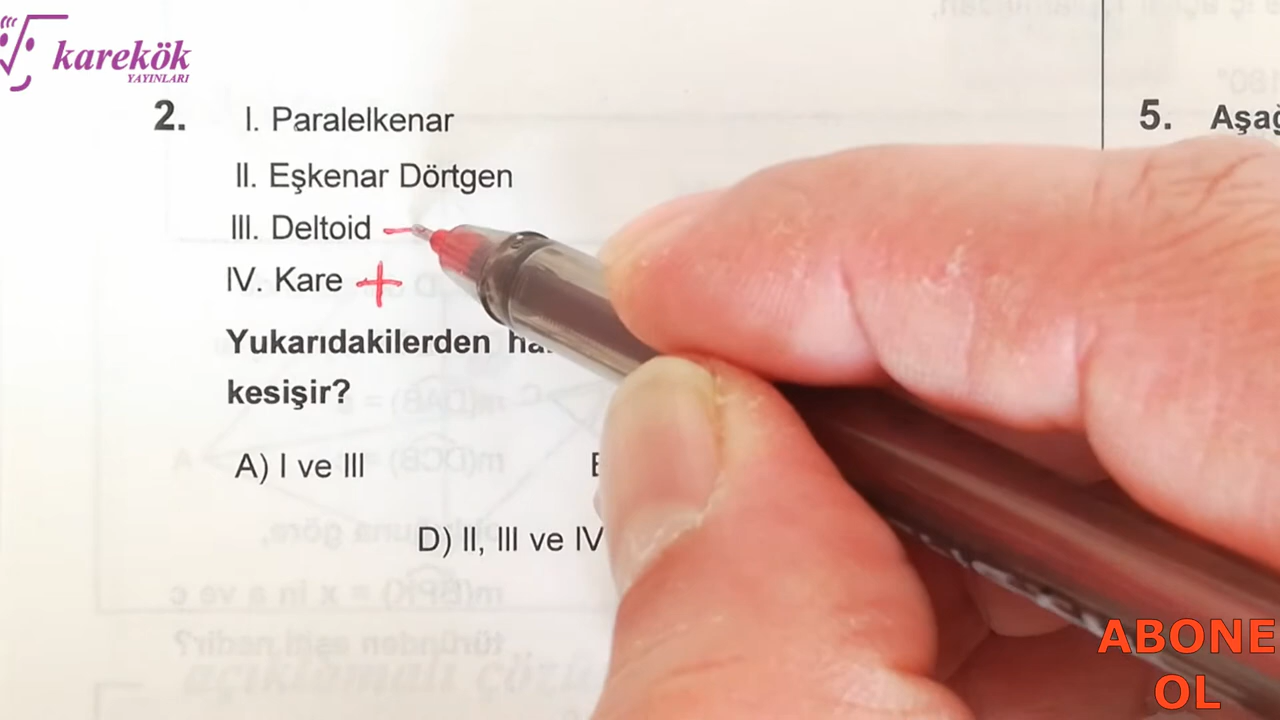 karekök
YAYINLARI
2. I. Paralelkenar
II. Eşkenar Dörtgen
III. Deltoid
IV. Kare +
Yukarıdakilerden
kesişir?
A) I ve III
D) II, III ve IV
5.
ABONE
OL